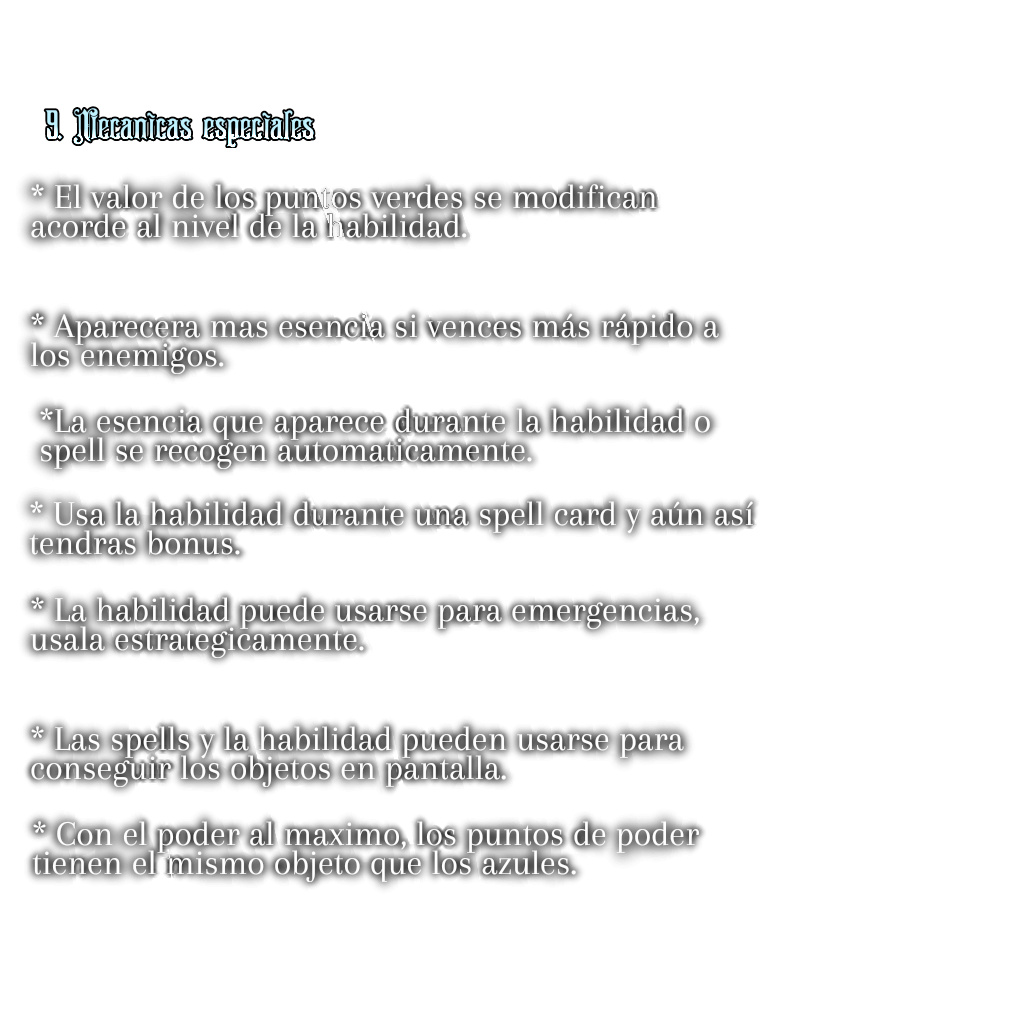 9. Mecanicas especiales
* El valor de los puntos verdes se modifican
acorde al nivel de la habilidad.
* Aparecera mas esencia si vences más rápido a
los enemigos.
*La esencia que aparece durante la habilidad o
spell se recogen automaticamente.
* Usa la habilidad durante una spell card y aún así
tendras bonus.
* La habilidad puede usarse para emergencias,
usala estrategicamente.
* Las spells y la habilidad pueden usarse para
conseguir los objetos en pantalla.
* Con el poder al maximo, los puntos de poder
tienen el mismo objeto que los azules.